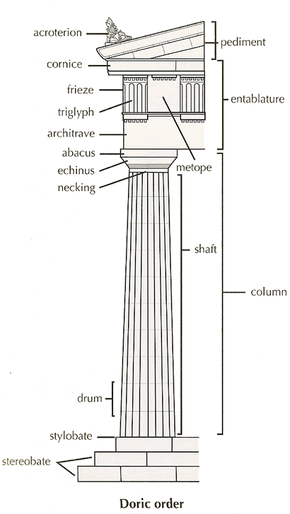 acroterion
pediment
cornice
frieze
entablature
triglyph
architrave
abacus
metope
echinus
necking
shaft
column
drum
stylobate
stereobate
Doric order